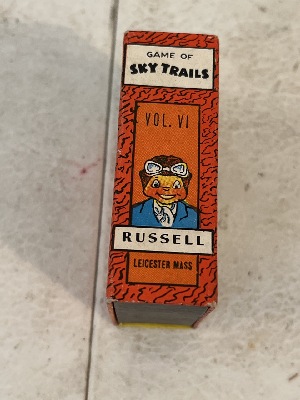 GAME OF
SKY TRAILS
VOL. VI
RUSSELL
LEICESTER MASS